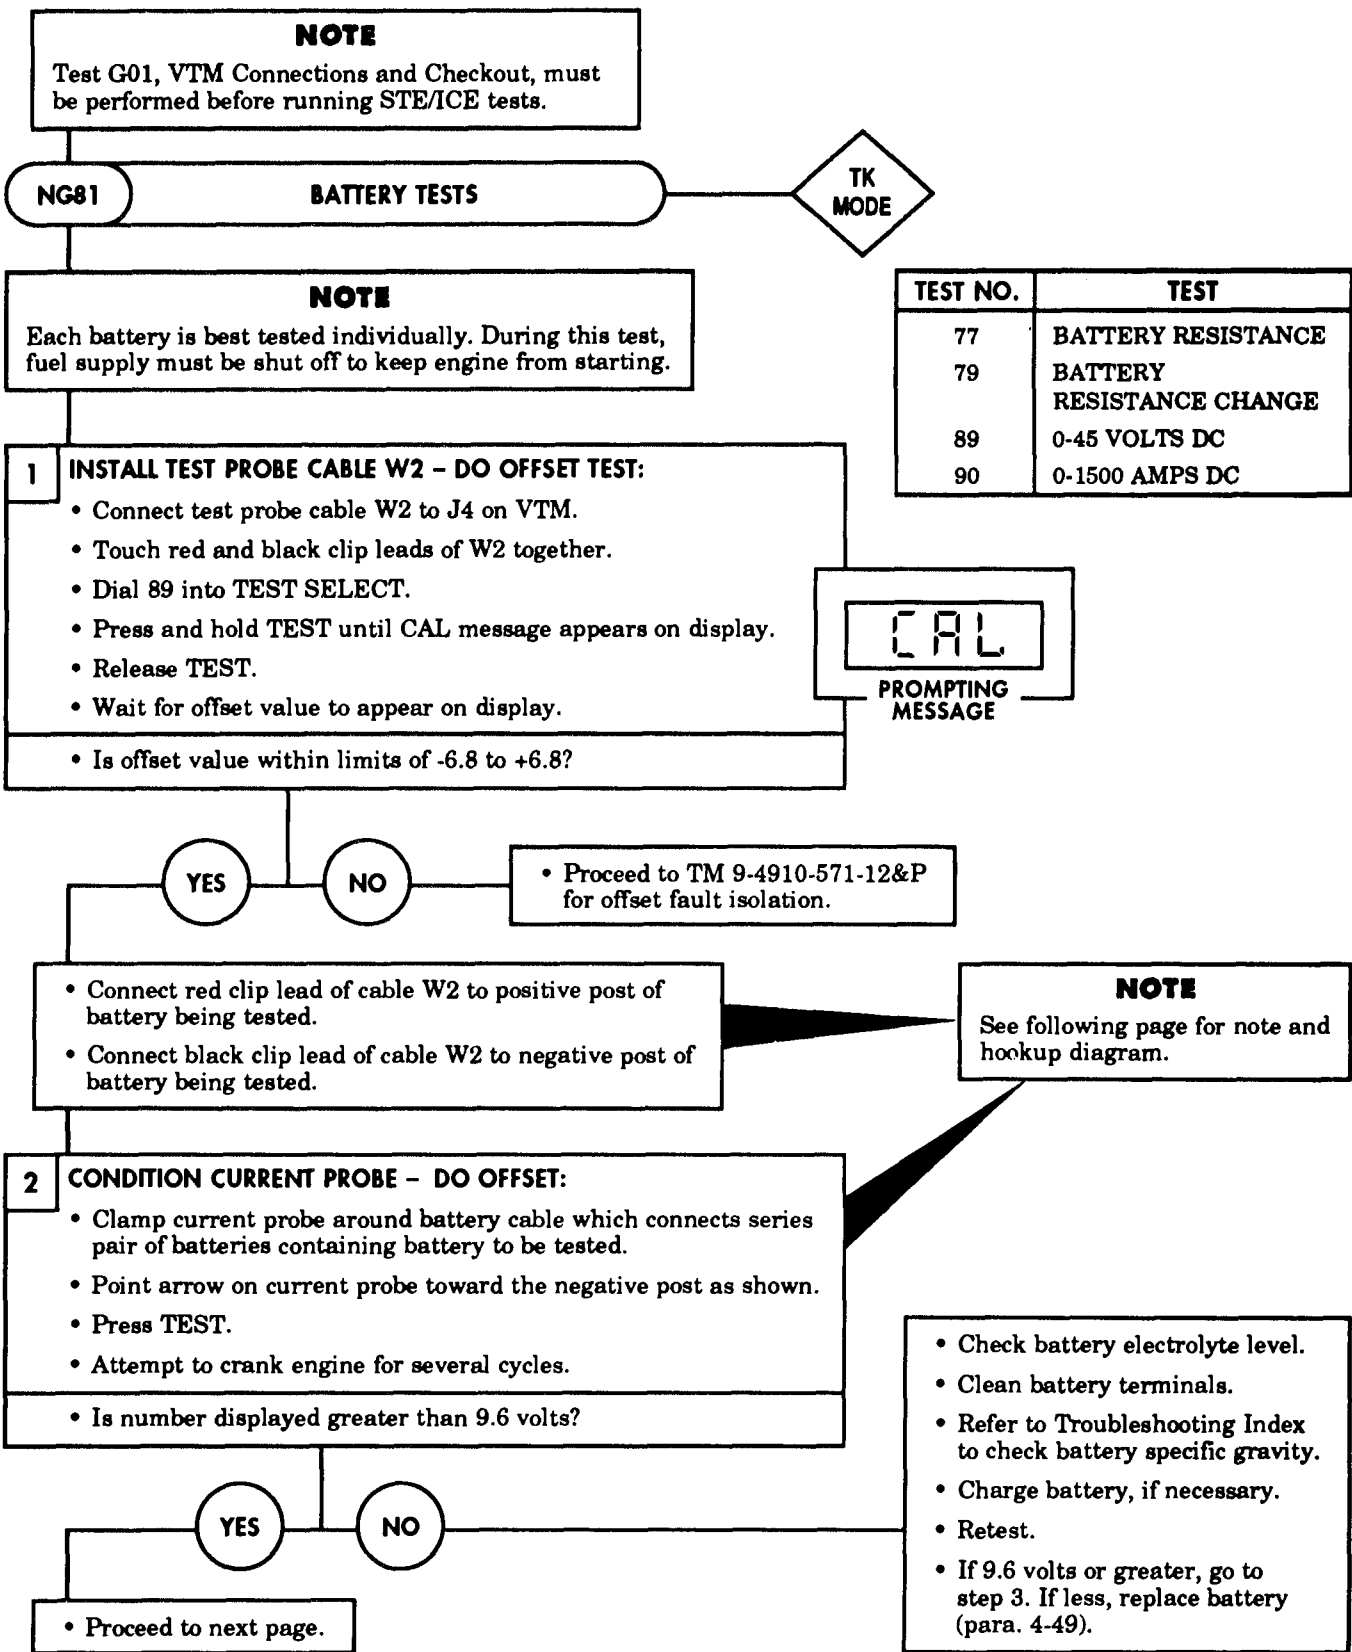 NOTE
Test G01, VTM Connections and Checkout, must
be performed before running STE/ICE tests.
NG81
BATTERY TESTS
TK
MODE
NOTE
Each battery is best tested individually. During this test,
fuel supply must be shut off to keep engine from starting.
TEST NO. TEST
77 BATTERY RESISTANCE
79 BATTERY
RESISTANCE CHANGE
89 0-45 VOLTS DC
90 0-1500 AMPS DC
1 INSTALL TEST PROBE CABLE W2 – DO OFFSET TEST:
• Connect test probe cable W2 to J4 on VTM.
• Touch red and black clip leads of W2 together.
• Dial 89 into TEST SELECT.
• Press and hold TEST until CAL message appears on display.
• Release TEST.
• Wait for offset value to appear on display.
• Is offset value within limits of -6.8 to +6.8?
CAL
PROMPTING
MESSAGE
YES
NO
• Proceed to TM 9-4910-571-12&P
for offset fault isolation.
• Connect red clip lead of cable W2 to positive post of
battery being tested.
• Connect black clip lead of cable W2 to negative post of
battery being tested.
NOTE
See following page for note and
hookup diagram.
2 CONDITION CURRENT PROBE – DO OFFSET:
• Clamp current probe around battery cable which connects series
pair of batteries containing battery to be tested.
• Point arrow on current probe toward the negative post as shown.
• Press TEST.
• Attempt to crank engine for several cycles.
• Is number displayed greater than 9.6 volts?
YES
NO
• Check battery electrolyte level.
• Clean battery terminals.
• Refer to Troubleshooting Index
to check battery specific gravity.
• Charge battery, if necessary.
• Retest.
• If 9.6 volts or greater, go to
step 3. If less, replace battery
(para. 4-49).
• Proceed to next page.